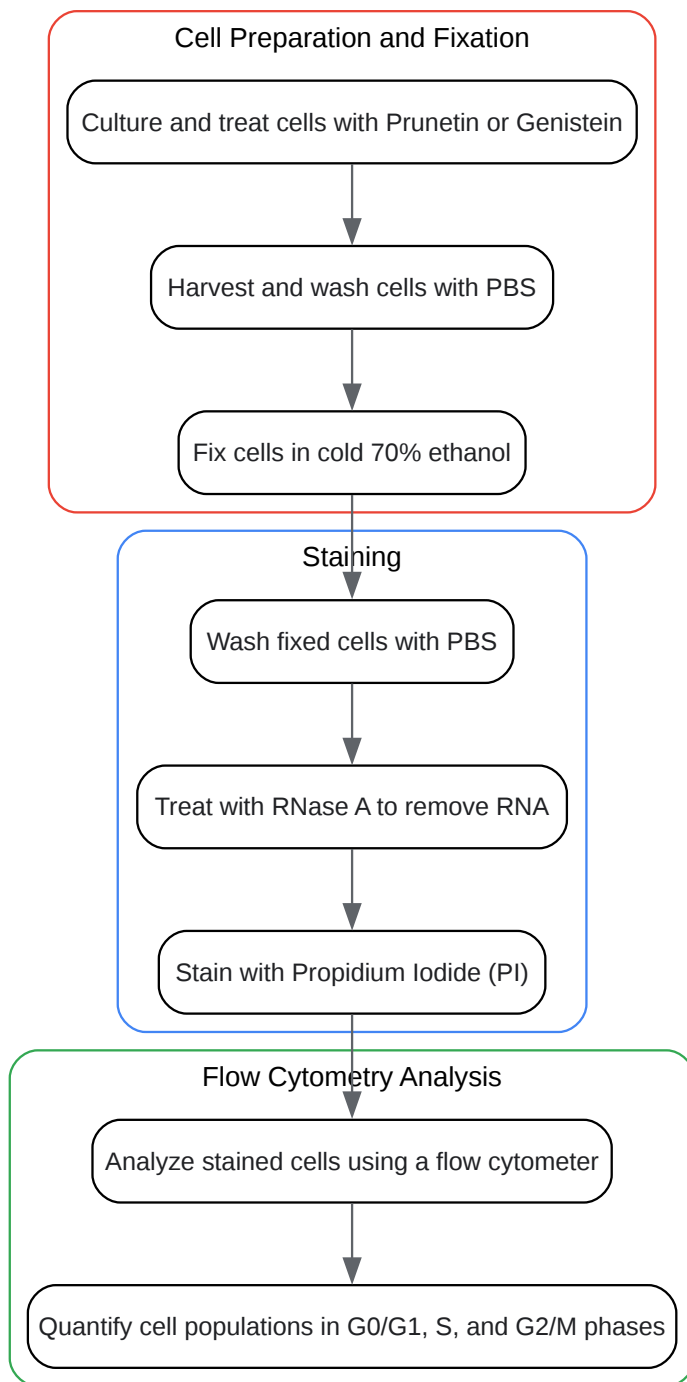 Cell Preparation and Fixation
Culture and treat cells with Prunetin or Genistein
Harvest and wash cells with PBS
Fix cells in cold 70% ethanol
Staining
Wash fixed cells with PBS
Treat with RNase A to remove RNA
Stain with Propidium Iodide (PI)
Flow Cytometry Analysis
Analyze stained cells using a flow cytometer
Quantify cell populations in G0/G1, S, and G2/M phases